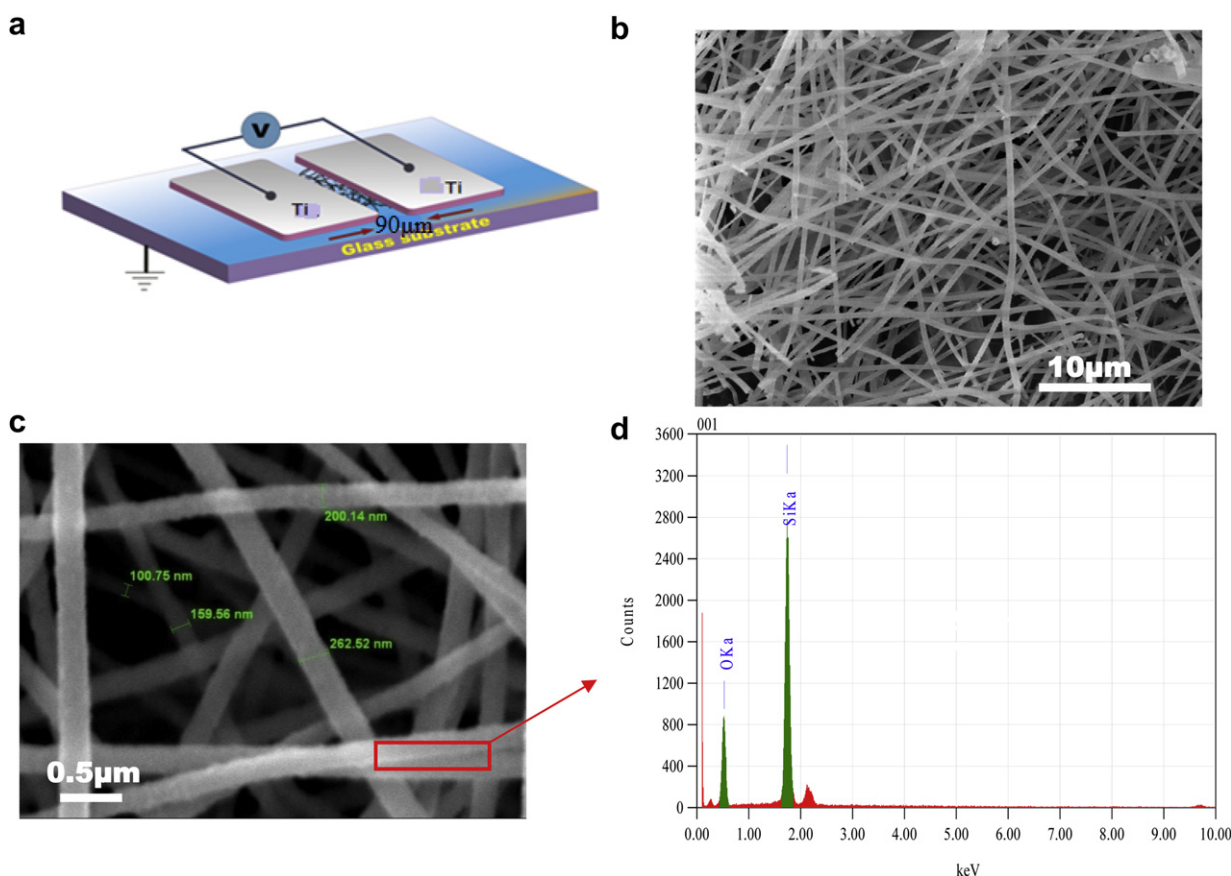 a
V
Ti
Ti
90µm
Glass substrate
b
10µm
c
200.14 nm
100.75 nm
159.56 nm
262.52 nm
0.5µm
d
001
3600
3200
2800
2400
2000
1600
1200
800
400
0
Counts
OKa
SiKa
0.00 1.00 2.00 3.00 4.00 5.00 6.00 7.00 8.00 9.00 10.00
keV